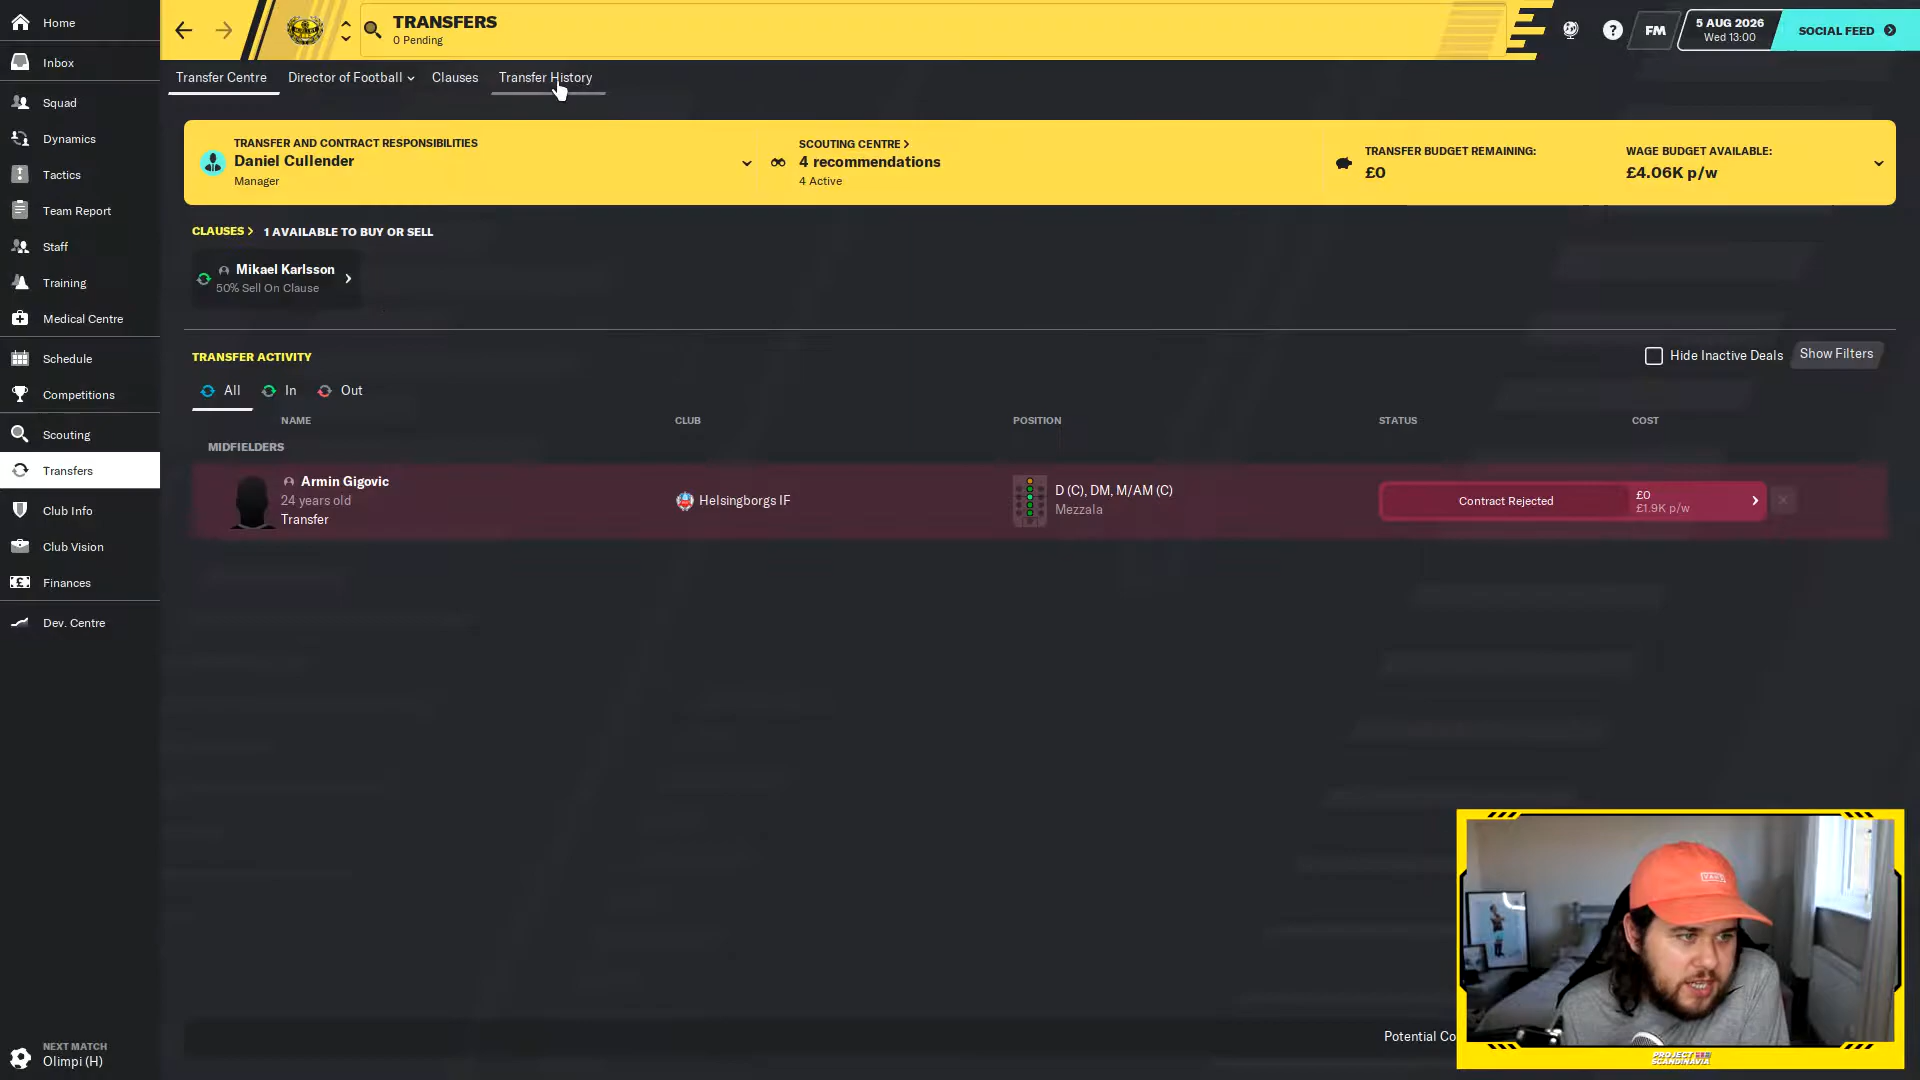 Home
Inbox
Squad
Dynamics
Tactics
Team Report
Staff
Training
Medical Centre
Schedule
Competitions
Scouting
Transfers
Club Info
Club Vision
Finances
Dev. Centre
NEXT MATCH
Olimpi (H)
TRANSFERS
0 Pending
?
FM
5 AUG 2026
Wed 13:00
SOCIAL FEED
Transfer Centre
Director of Football
Clauses
Transfer History
TRANSFER AND CONTRACT RESPONSIBILITIES
Daniel Cullender
Manager
SCOUTING CENTRE >
4 recommendations
4 Active
TRANSFER BUDGET REMAINING:
£0
WAGE BUDGET AVAILABLE:
£4.06K p/w
CLAUSES > 1 AVAILABLE TO BUY OR SELL
Mikael Karlsson
50% Sell On Clause
TRANSFER ACTIVITY
Hide Inactive Deals
Show Filters
All
In
Out
NAME CLUB POSITION STATUS COST
MIDFIELDERS
Armin Gigovic
24 years old
Transfer
Helsingborgs IF
D (C), DM, M/AM (C)
Mezzala
Contract Rejected
£0
£1.9K p/w
Potential Co
PROJECT
SCANDINAVIA